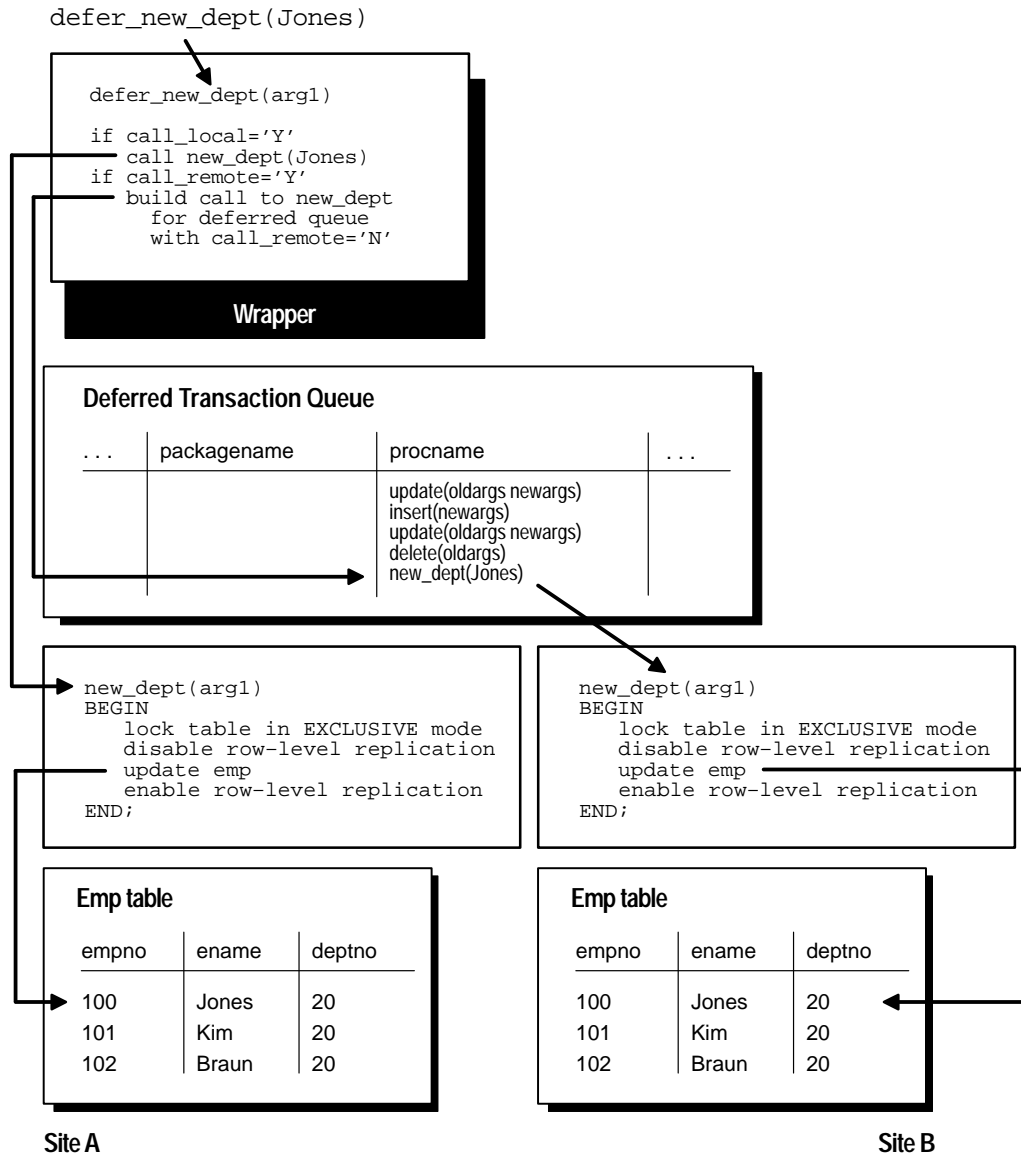 defer_new_dept(Jones)
defer_new_dept(arg1)
if call_local=’Y’
call new_dept(Jones)
if call_remote=’Y’
build call to new_dept
for deferred queue
with call_remote=’N’
Wrapper
Deferred Transaction Queue
. . . packagename procname . . .
update(oldargs newargs)
insert(newargs)
update(oldargs newargs)
delete(oldargs)
new_dept(Jones)
new_dept(arg1)
BEGIN
lock table in EXCLUSIVE mode
disable row–level replication
update emp
enable row–level replication
END;
new_dept(arg1)
BEGIN
lock table in EXCLUSIVE mode
disable row–level replication
update emp
enable row–level replication
END;
Emp table
empno ename deptno
100 Jones 20
101 Kim 20
102 Braun 20
Emp table
empno ename deptno
100 Jones 20
101 Kim 20
102 Braun 20
Site A
Site B